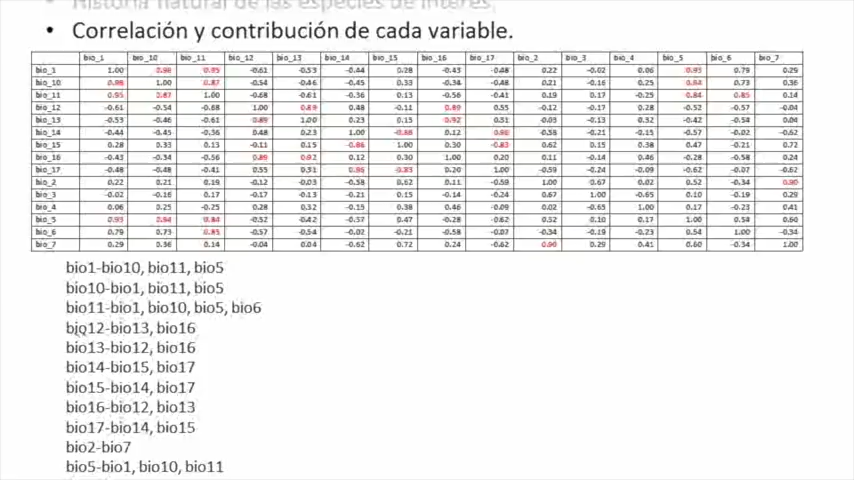 Historia natural de las especies de interés
• Correlación y contribución de cada variable.
bio_1 bio_10 bio_11 bio_12 bio_13 bio_14 bio_15 bio_16 bio_17 bio_2 bio_3 bio_4 bio_5 bio_6 bio_7
bio_1 1.00 0.98 0.95 -0.61 -0.53 -0.44 0.28 -0.43 -0.48 0.22 -0.02 0.06 0.93 0.79 0.29
bio_10 0.98 1.00 0.87 -0.54 -0.46 -0.45 0.33 -0.34 -0.48 0.21 -0.16 0.25 0.94 0.73 0.36
bio_11 0.95 0.87 1.00 -0.68 -0.61 -0.36 0.13 -0.56 -0.41 0.19 0.17 -0.25 0.84 0.85 0.14
bio_12 -0.61 -0.54 -0.68 1.00 0.89 0.48 -0.11 0.89 0.55 -0.12 -0.17 0.28 -0.52 -0.57 -0.04
bio_13 -0.53 -0.46 -0.61 0.89 1.00 0.23 0.15 0.92 0.31 -0.03 -0.13 0.32 -0.42 -0.54 0.04
bio_14 -0.44 -0.45 -0.36 0.48 0.23 1.00 -0.86 0.12 0.96 -0.58 -0.21 -0.15 -0.57 -0.02 -0.62
bio_15 0.28 0.33 0.13 -0.11 0.15 -0.86 1.00 0.30 -0.83 0.62 0.15 0.38 0.47 -0.21 0.72
bio_16 -0.43 -0.34 -0.56 0.89 0.92 0.12 0.30 1.00 0.20 0.11 -0.14 0.46 -0.28 -0.58 0.24
bio_17 -0.48 -0.48 -0.41 0.55 0.31 0.96 -0.83 0.20 1.00 -0.59 -0.24 -0.09 -0.62 -0.07 -0.62
bio_2 0.22 0.21 0.19 -0.12 -0.03 -0.58 0.62 0.11 -0.59 1.00 0.67 0.02 0.52 -0.34 0.90
bio_3 -0.02 -0.16 0.17 -0.17 -0.13 -0.21 0.15 -0.14 -0.24 0.67 1.00 -0.65 0.10 -0.19 0.29
bio_4 0.06 0.25 -0.25 0.28 0.32 -0.15 0.38 0.46 -0.09 0.02 -0.65 1.00 0.17 -0.23 0.41
bio_5 0.93 0.94 0.84 -0.52 -0.42 -0.57 0.47 -0.28 -0.62 0.52 0.10 0.17 1.00 0.54 0.60
bio_6 0.79 0.73 0.85 -0.57 -0.54 -0.02 -0.21 -0.58 -0.07 -0.34 -0.19 -0.23 0.54 1.00 -0.34
bio_7 0.29 0.36 0.14 -0.04 0.04 -0.62 0.72 0.24 -0.62 0.90 0.29 0.41 0.60 -0.34 1.00
bio1-bio10, bio11, bio5
bio10-bio1, bio11, bio5
bio11-bio1, bio10, bio5, bio6
bio12-bio13, bio16
bio13-bio12, bio16
bio14-bio15, bio17
bio15-bio14, bio17
bio16-bio12, bio13
bio17-bio14, bio15
bio2-bio7
bio5-bio1, bio10, bio11